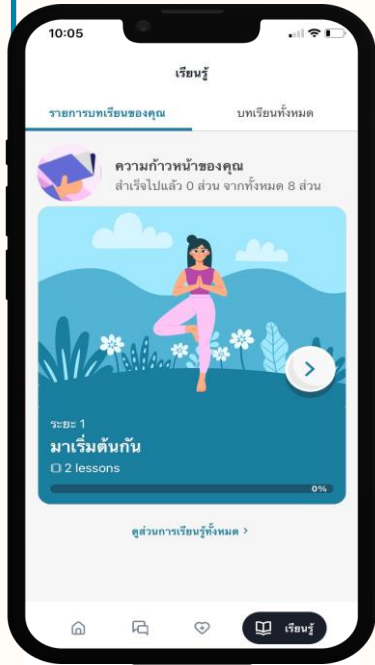 10:05
เรียนรู้
รายการบทเรียนของคุณ
บทเรียนทั้งหมด
ความก้าวหน้าของคุณ
สำเร็จไปแล้ว 0 ส่วน จากทั้งหมด 8 ส่วน
ระยะ 1
มาเริ่มต้นกัน
2 lessons
0%
ดูส่วนการเรียนรู้ทั้งหมด >
เรียนรู้